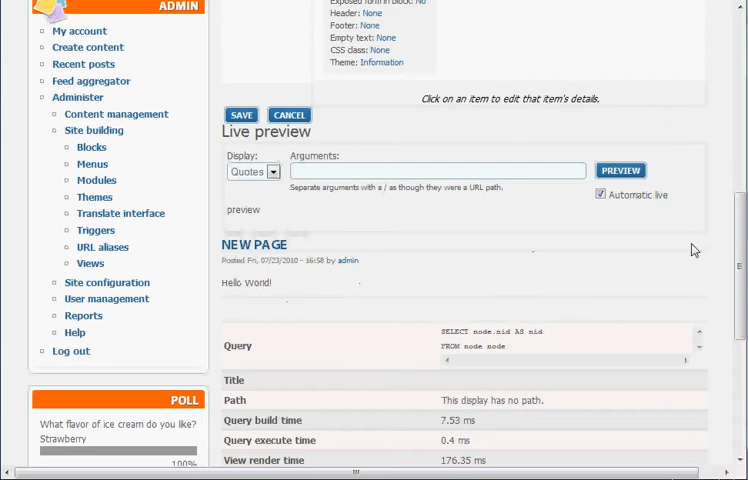 ADMIN
My account
Create content
Recent posts
Feed aggregator
Administer
Content management
Site building
Blocks
Menus
Modules
Themes
Translate interface
Triggers
URL aliases
Views
Site configuration
User management
Reports
Help
Log out
POLL
What flavor of ice cream do you like?
Strawberry
100%
Exposed form in block: No
Header: None
Footer: None
Empty text: None
CSS class: None
Theme: Information
Click on an item to edit that item's details.
SAVE CANCEL
Live preview
Display: Arguments:
Quotes PREVIEW
Separate arguments with a / as though they were a URL path.
Automatic live
preview
NEW PAGE
Posted Fri, 07/23/2010 - 16:58 by admin
Hello World!
Query SELECT node.nid AS nid
FROM node node
Title
Path This display has no path.
Query build time 7.53 ms
Query execute time 0.4 ms
View render time 176.35 ms